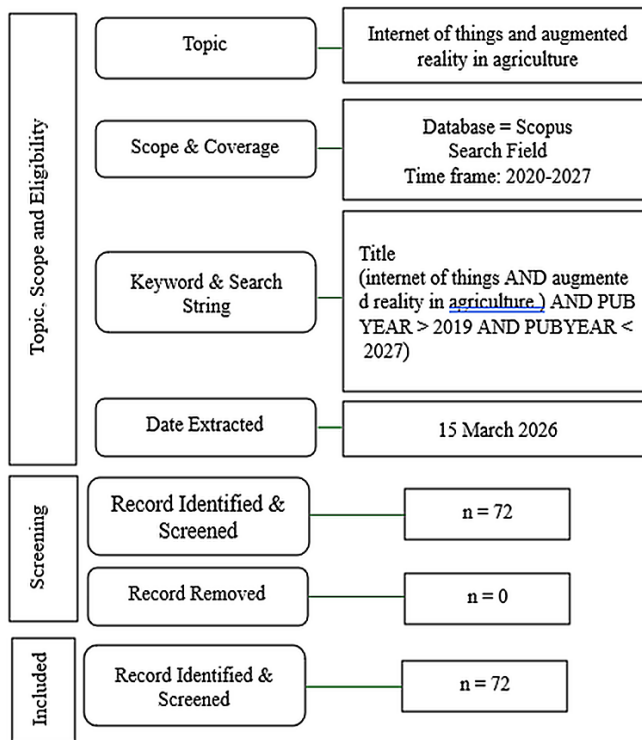 Topic, Scope and Eligibility
Topic
Internet of things and augmented
reality in agriculture
Scope & Coverage
Database = Scopus
Search Field
Time frame: 2020-2027
Keyword & Search
String
Title
(internet of things AND augmente
d reality in agriculture.) AND PUB
YEAR > 2019 AND PUBYEAR <
2027)
Date Extracted
15 March 2026
Screening
Record Identified &
Screened
n = 72
Record Removed
n = 0
Included
Record Identified &
Screened
n = 72